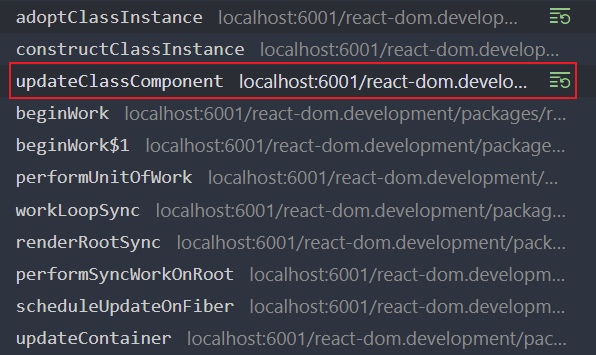 adoptClassInstance localhost:6001/react-dom.develop...
constructClassInstance localhost:6001/react-dom.develop...
updateClassComponent localhost:6001/react-dom.develo...
beginWork localhost:6001/react-dom.development/packages/r...
beginWork$1 localhost:6001/react-dom.development/package...
performUnitOfWork localhost:6001/react-dom.development/...
workLoopSync localhost:6001/react-dom.development/packag...
renderRootSync localhost:6001/react-dom.development/pack...
performSyncWorkOnRoot localhost:6001/react-dom.developm...
scheduleUpdateOnFiber localhost:6001/react-dom.developm...
updateContainer localhost:6001/react-dom.development/pac...